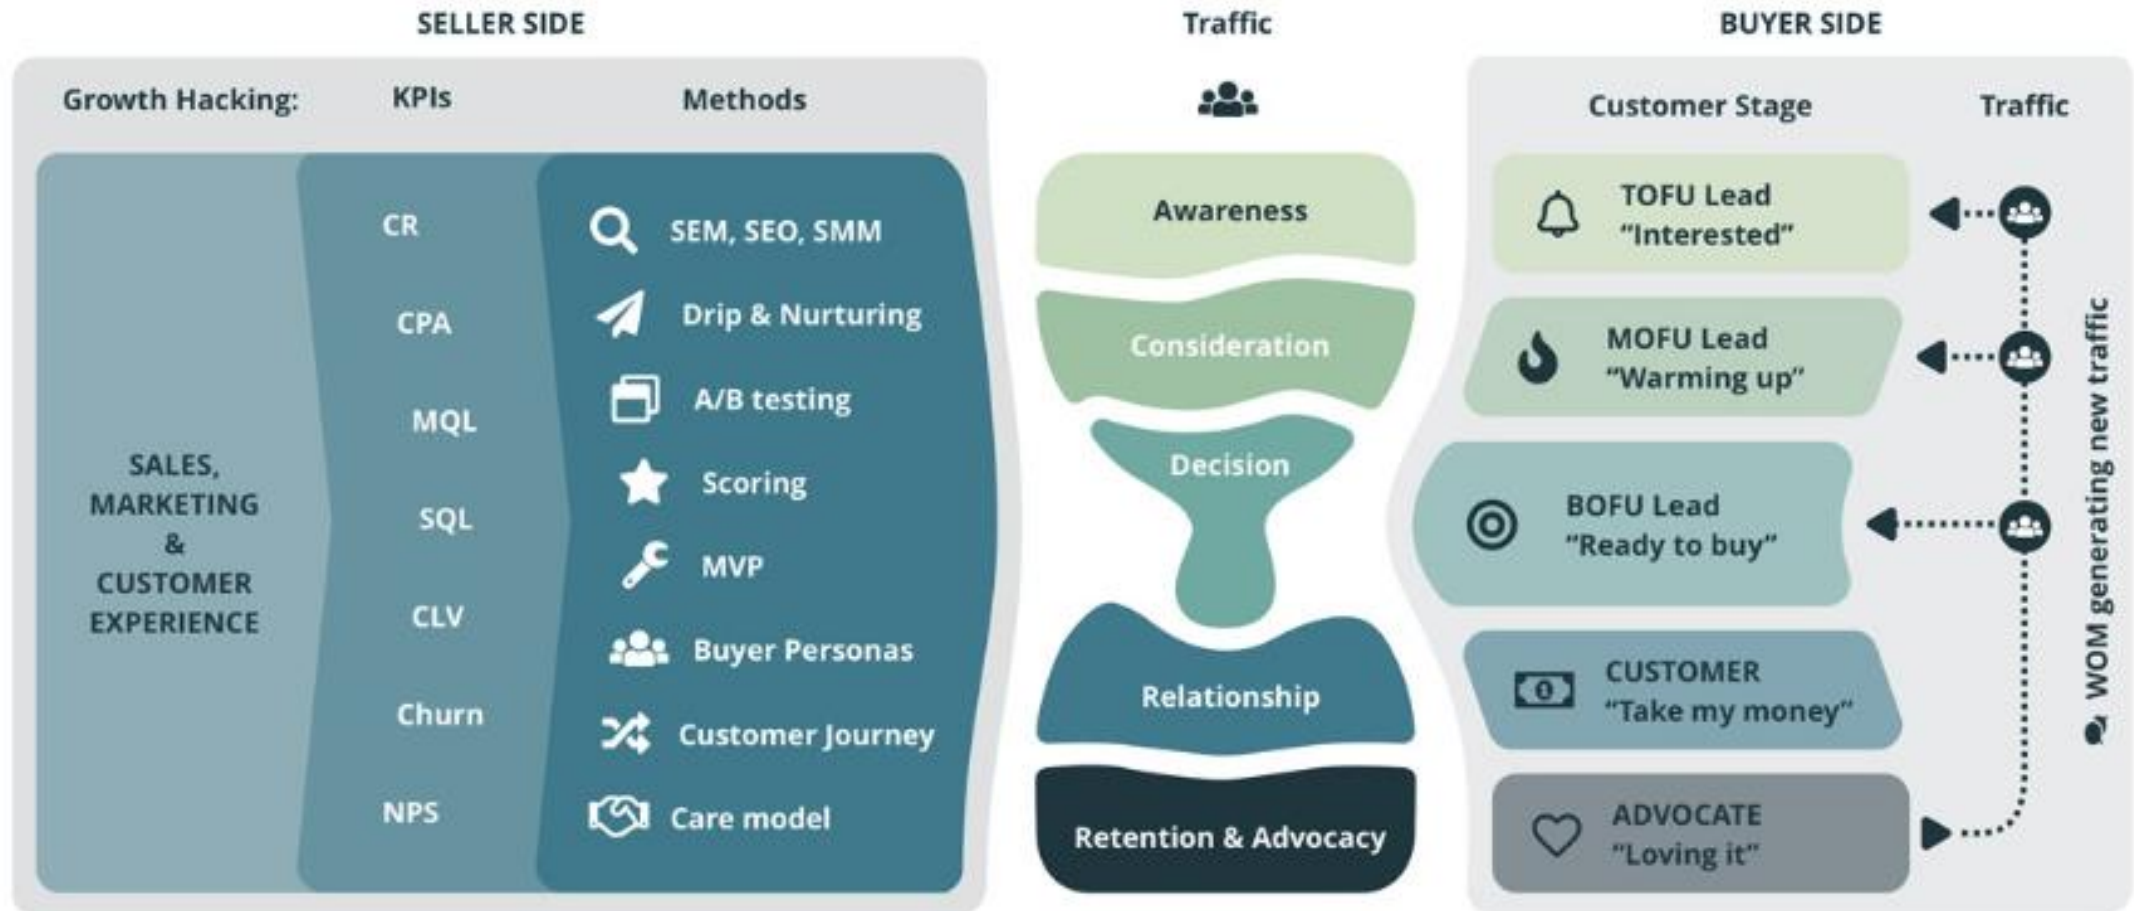 SELLER SIDE
Traffic
BUYER SIDE
Growth Hacking:
KPIs
Methods
Customer Stage
Traffic
SALES,
MARKETING
&
CUSTOMER
EXPERIENCE
CR
CPA
MQL
SQL
CLV
Churn
NPS
SEM, SEO, SMM
Drip & Nurturing
A/B testing
Scoring
MVP
Buyer Personas
Customer Journey
Care model
Awareness
Consideration
Decision
Relationship
Retention & Advocacy
TOFU Lead
“Interested”
MOFU Lead
“Warming up”
BOFU Lead
“Ready to buy”
CUSTOMER
“Take my money”
ADVOCATE
“Loving it”
WOM generating new traffic